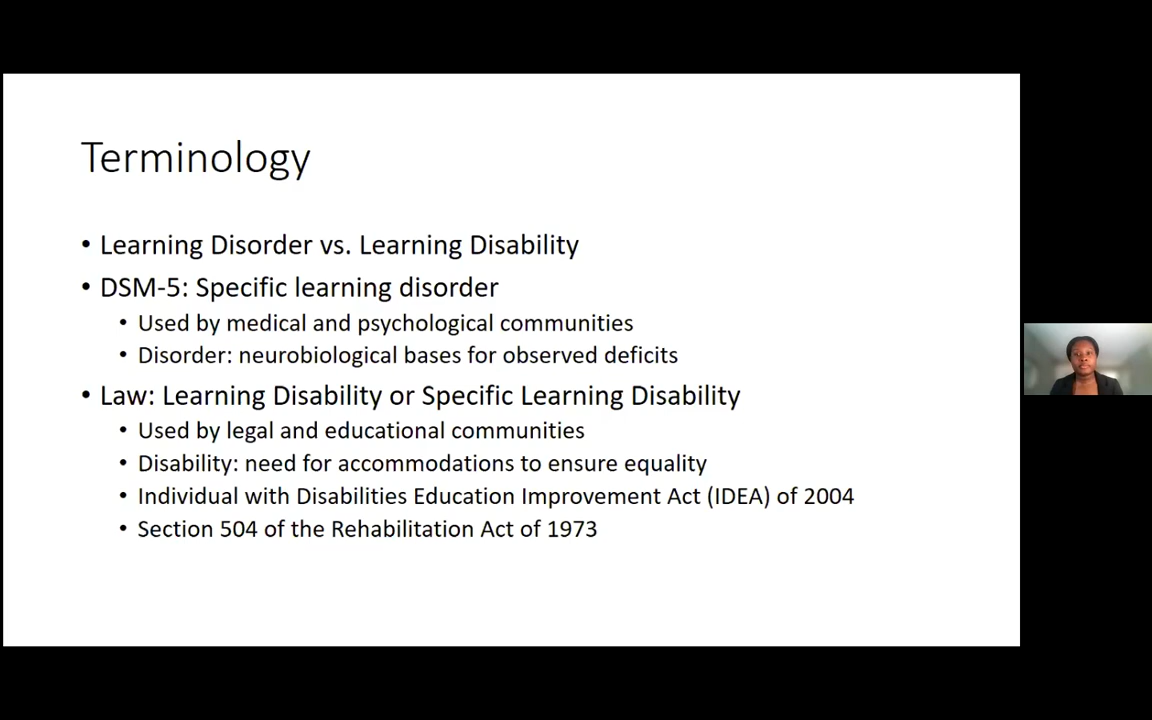 Terminology
• Learning Disorder vs. Learning Disability
• DSM-5: Specific learning disorder
• Used by medical and psychological communities
• Disorder: neurobiological bases for observed deficits
• Law: Learning Disability or Specific Learning Disability
• Used by legal and educational communities
• Disability: need for accommodations to ensure equality
• Individual with Disabilities Education Improvement Act (IDEA) of 2004
• Section 504 of the Rehabilitation Act of 1973